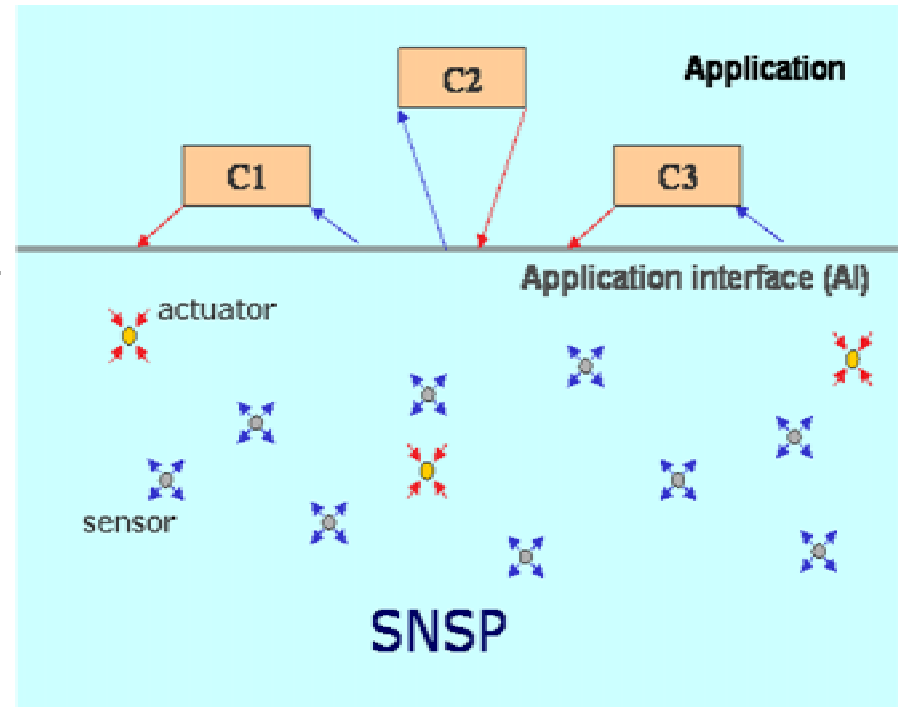 C2
Application
C1
C3
Application interface (AI)
actuator
sensor
SNSP